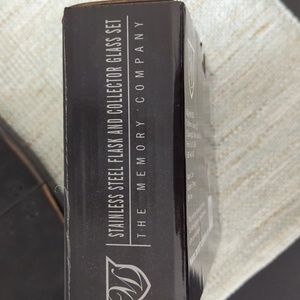 STAINLESS STEEL FLASK AND COLLECTOR GLASS SET
THE MEMORY COMPANY